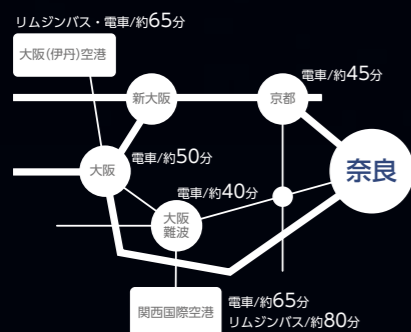 リムジンバス・電車/約65分
大阪(伊丹)空港
電車/約45分
新大阪
京都
電車/約50分
大阪
奈良
電車/約40分
大阪
難波
関西国際空港
電車/約65分
リムジンバス/約80分